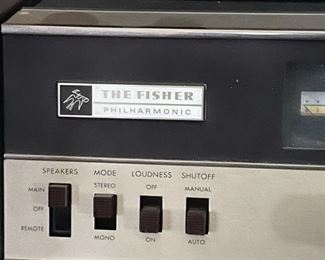 THE FISHER
PHILHARMONIC
SPEAKERS MODE LOUDNESS SHUTOFF
MAIN STEREO OFF MANUAL
OFF
REMOTE MONO ON AUTO